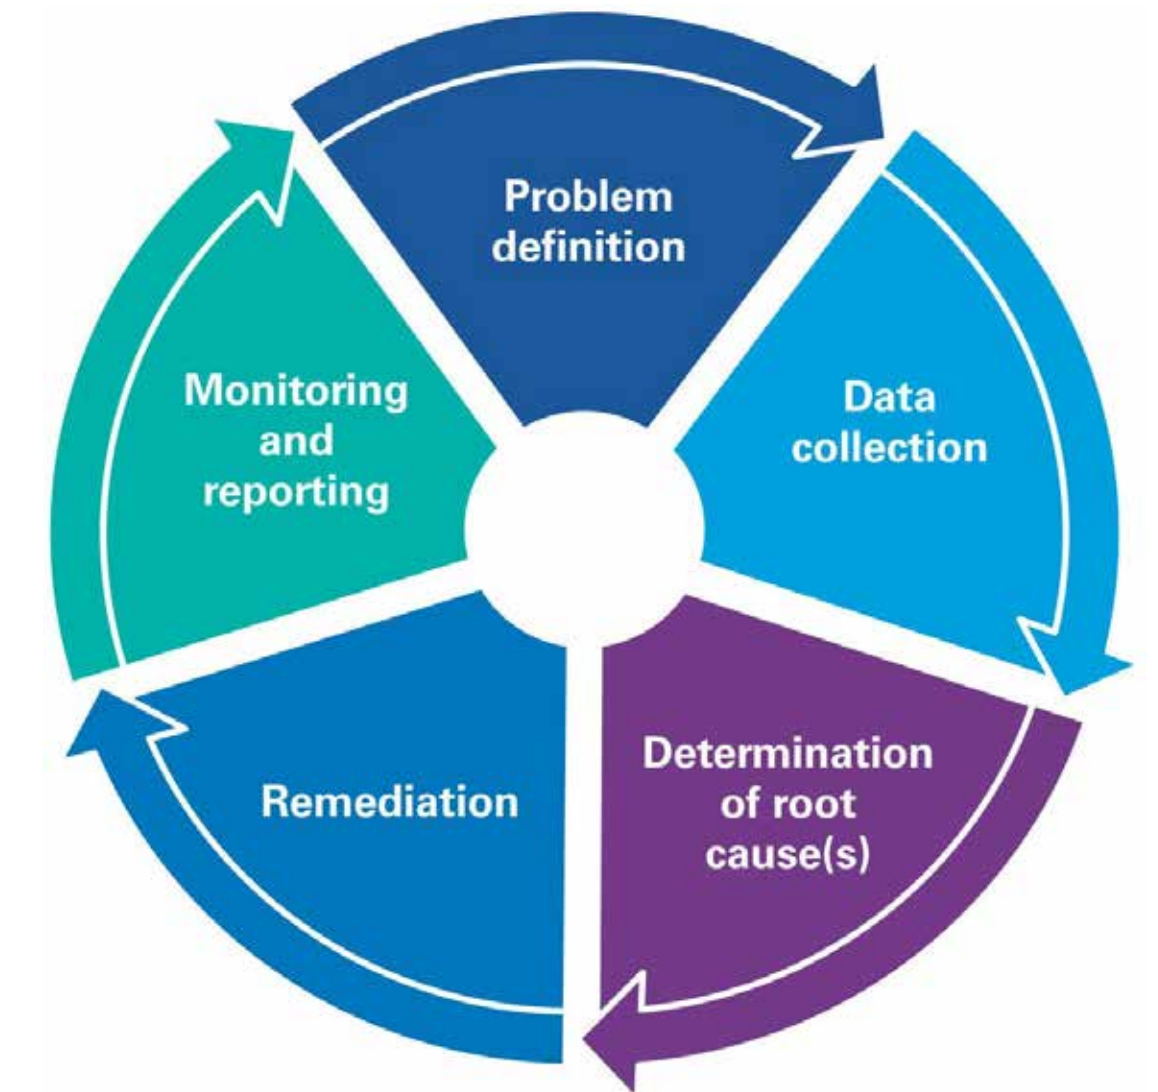 Problem
definition
Data
collection
Determination
of root
cause(s)
Remediation
Monitoring
and
reporting